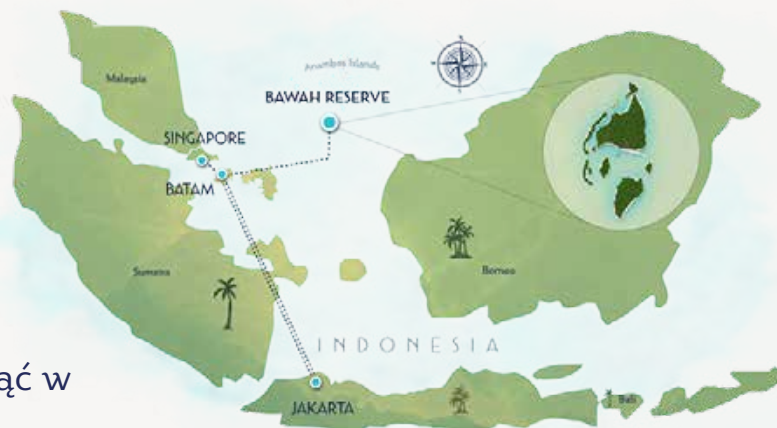 Anambas Islands
N
W E
S
Malaysia
BAWAH RESERVE
SINGAPORE
BATAM
Sumatra
Borneo
INDONESIA
ąć w
JAKARTA
Bali